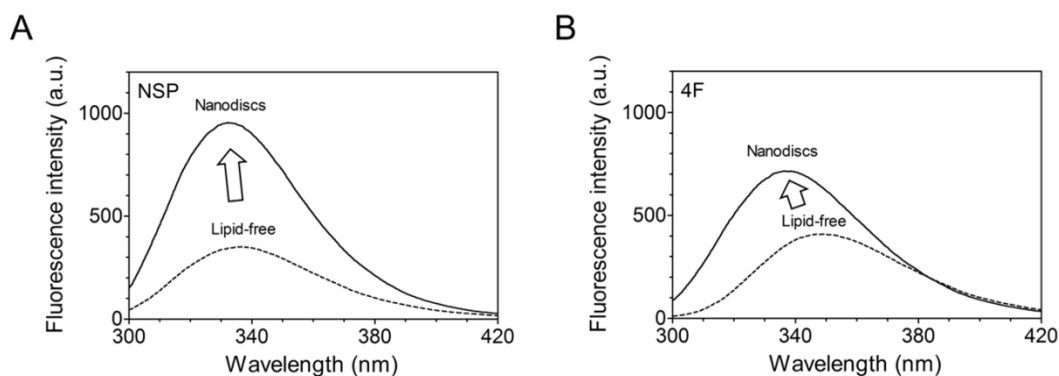 A
NSP
Nanodiscs
Lipid-free
Fluorescence intensity (a.u.)
1000
500
0
300
340
380
420
Wavelength (nm)
B
4F
Nanodiscs
Lipid-free
Fluorescence intensity (a.u.)
1000
500
0
300
340
380
420
Wavelength (nm)